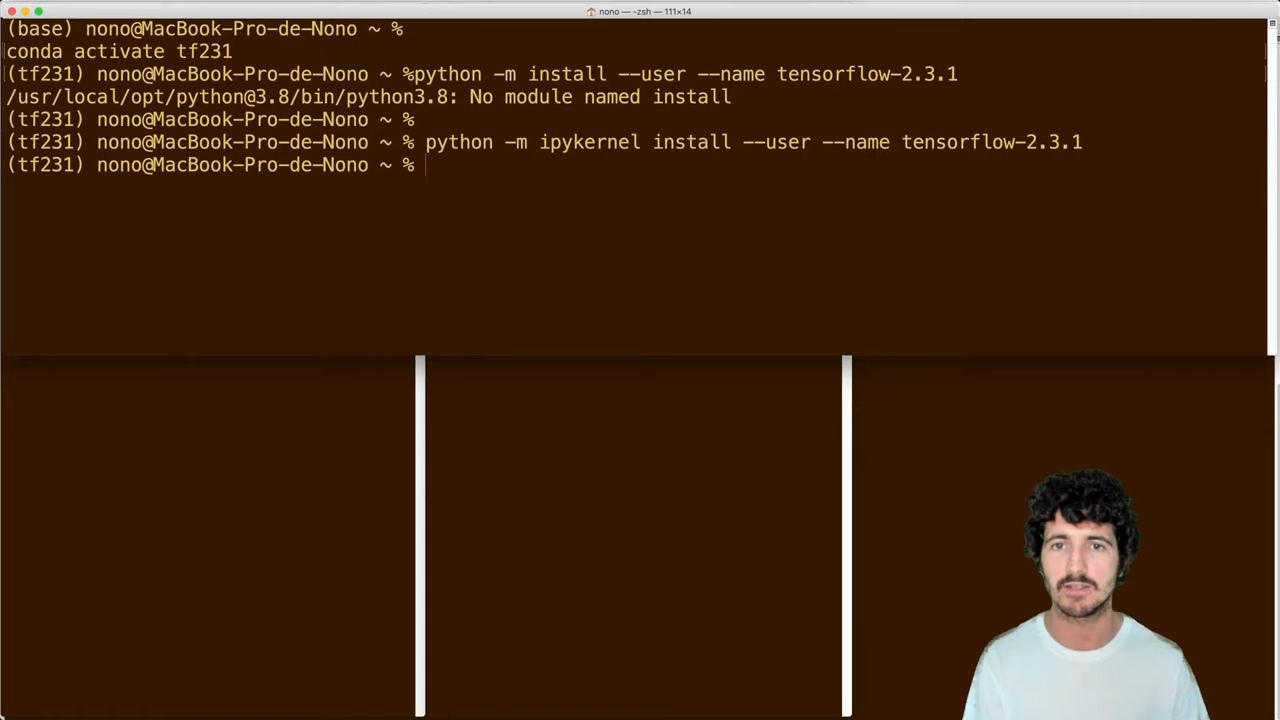 nono — -zsh — 111×14
(base) nono@MacBook-Pro-de-Nono ~ %
conda activate tf231
(tf231) nono@MacBook-Pro-de-Nono ~ %python -m install --user --name tensorflow-2.3.1
/usr/local/opt/python@3.8/bin/python3.8: No module named install
(tf231) nono@MacBook-Pro-de-Nono ~ %
(tf231) nono@MacBook-Pro-de-Nono ~ % python -m ipykernel install --user --name tensorflow-2.3.1
(tf231) nono@MacBook-Pro-de-Nono ~ %